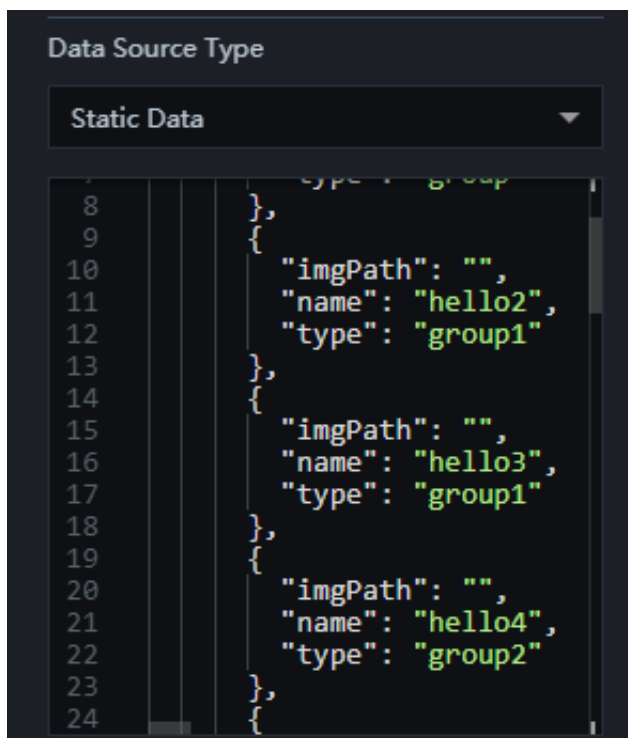 Data Source Type
Static Data
8 },
9 {
10 "imgPath": "",
11 "name": "hello2",
12 "type": "group1"
13 },
14 {
15 "imgPath": "",
16 "name": "hello3",
17 "type": "group1"
18 },
19 {
20 "imgPath": "",
21 "name": "hello4",
22 "type": "group2"
23 },
24 {